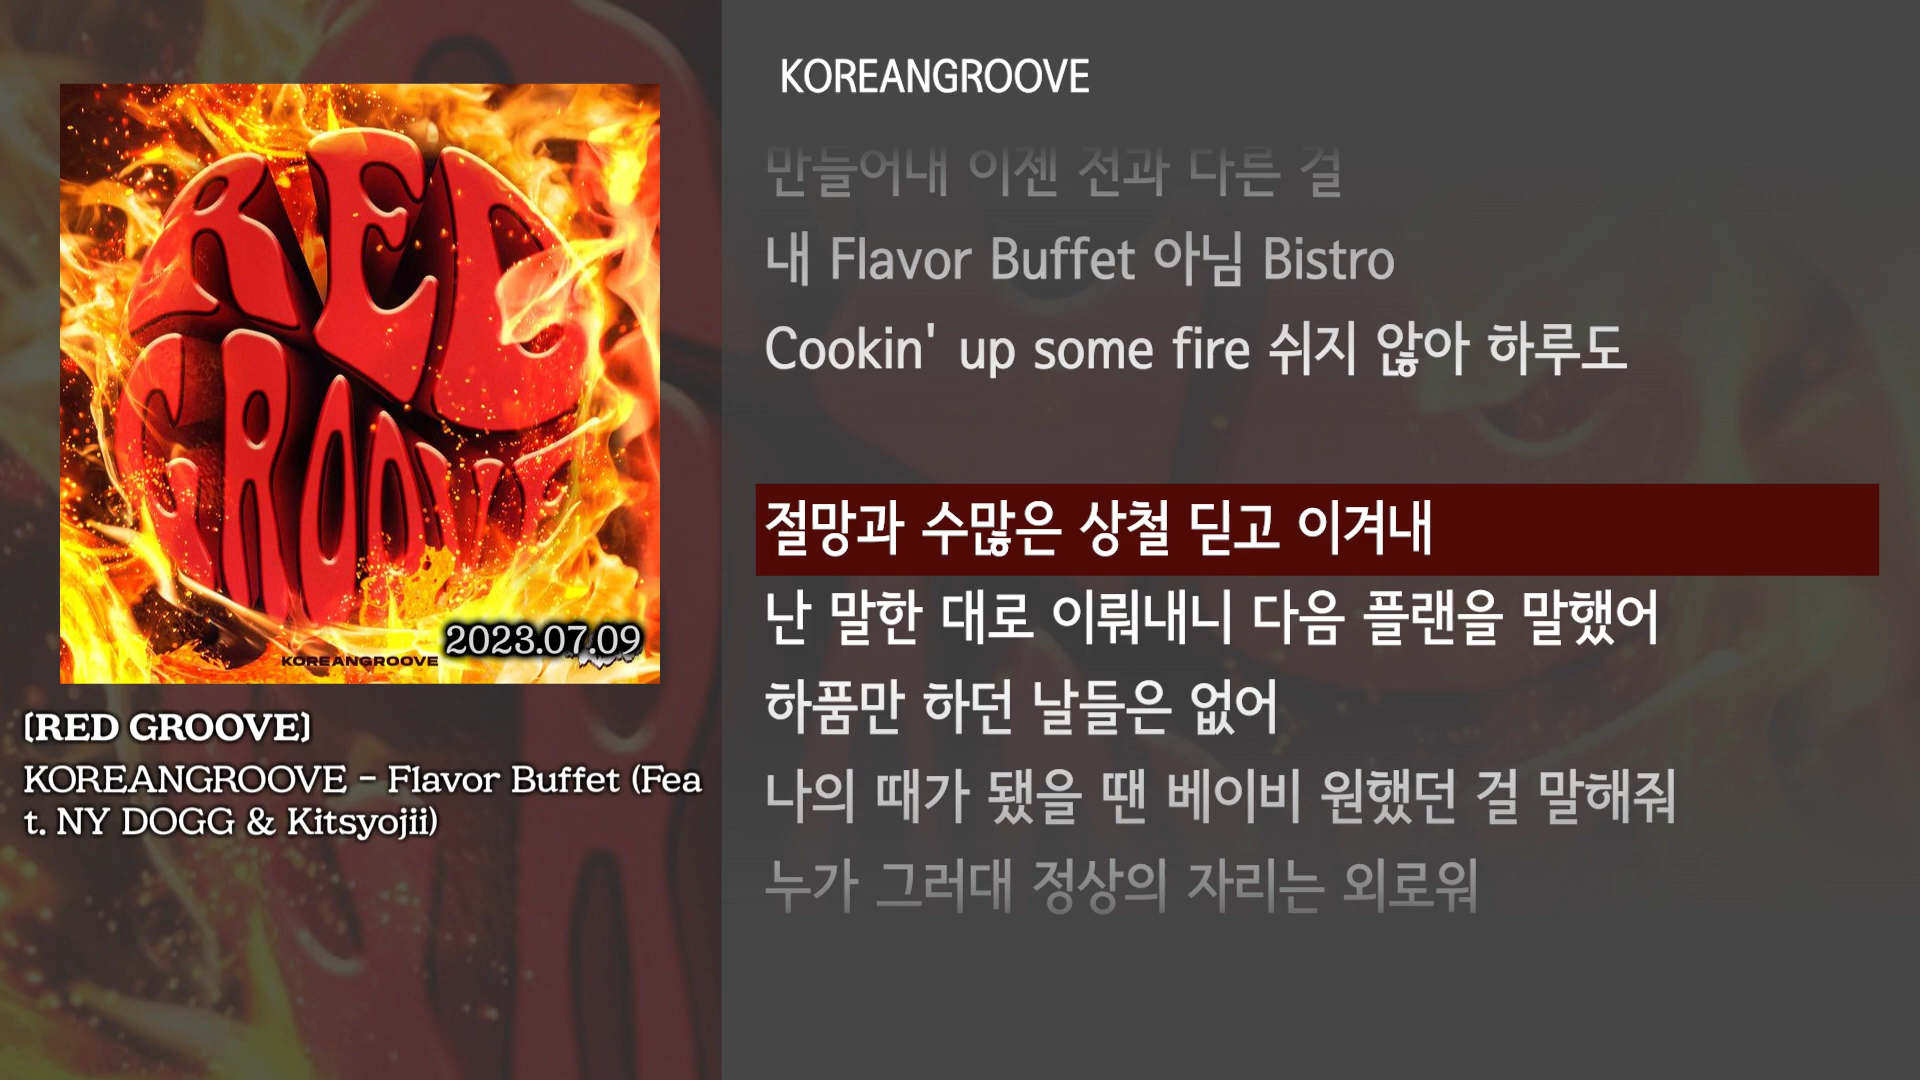 RED
GROOVE
KOREANGROOVE
2023.07.09
[RED GROOVE]
KOREANGROOVE - Flavor Buffet (Fea
t. NY DOGG & Kitsyojii)
KOREANGROOVE
만들어내 이젠 전과 다른 걸
내 Flavor Buffet 아님 Bistro
Cookin' up some fire 쉬지 않아 하루도
절망과 수많은 상철 딛고 이겨내
난 말한 대로 이뤄내니 다음 플랜을 말했어
하품만 하던 날들은 없어
나의 때가 됐을 땐 베이비 원했던 걸 말해줘
누가 그러대 정상의 자리는 외로워